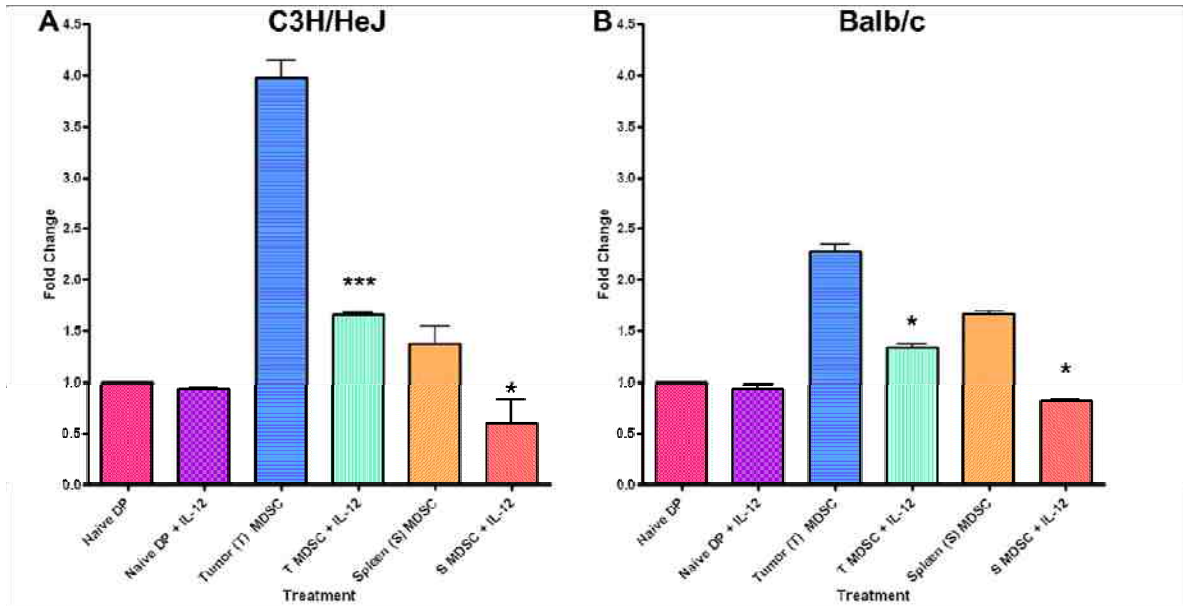 A C3H/HeJ
4.5
4.0
3.5
3.0
2.5
2.0
1.5
1.0
0.5
0.0
Fold Change
***
*
Naive DP
Naive DP + IL-12
Tumor (T) MDSC
T MDSC + IL-12
Spleen (S) MDSC
S MDSC + IL-12
Treatment
B Balb/c
4.5
4.0
3.5
3.0
2.5
2.0
1.5
1.0
0.5
0.0
Fold Change
*
*
Naive DP
Naive DP + IL-12
Tumor (T) MDSC
T MDSC + IL-12
Spleen (S) MDSC
S MDSC + IL-12
Treatment